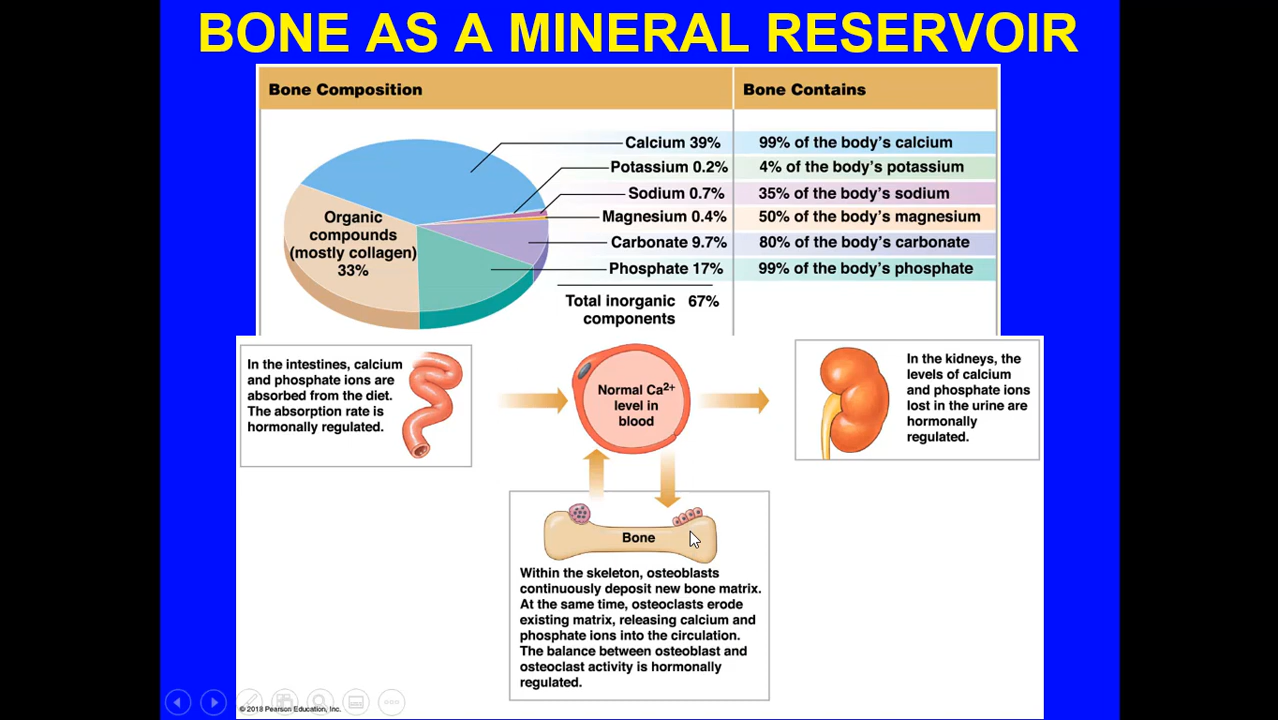 BONE AS A MINERAL RESERVOIR
Bone Composition
Bone Contains
Calcium 39%
99% of the body's calcium
Potassium 0.2%
4% of the body's potassium
Sodium 0.7%
35% of the body's sodium
Magnesium 0.4%
50% of the body's magnesium
Carbonate 9.7%
80% of the body's carbonate
Phosphate 17%
99% of the body's phosphate
Organic
compounds
(mostly collagen)
33%
Total inorganic 67%
components
In the intestines, calcium
and phosphate ions are
absorbed from the diet.
The absorption rate is
hormonally regulated.
Normal Ca²⁺
level in
blood
In the kidneys, the
levels of calcium
and phosphate ions
lost in the urine are
hormonally
regulated.
Bone
Within the skeleton, osteoblasts
continuously deposit new bone matrix.
At the same time, osteoclasts erode
existing matrix, releasing calcium and
phosphate ions into the circulation.
The balance between osteoblast and
osteoclast activity is hormonally
regulated.
© 2018 Pearson Education, Inc.